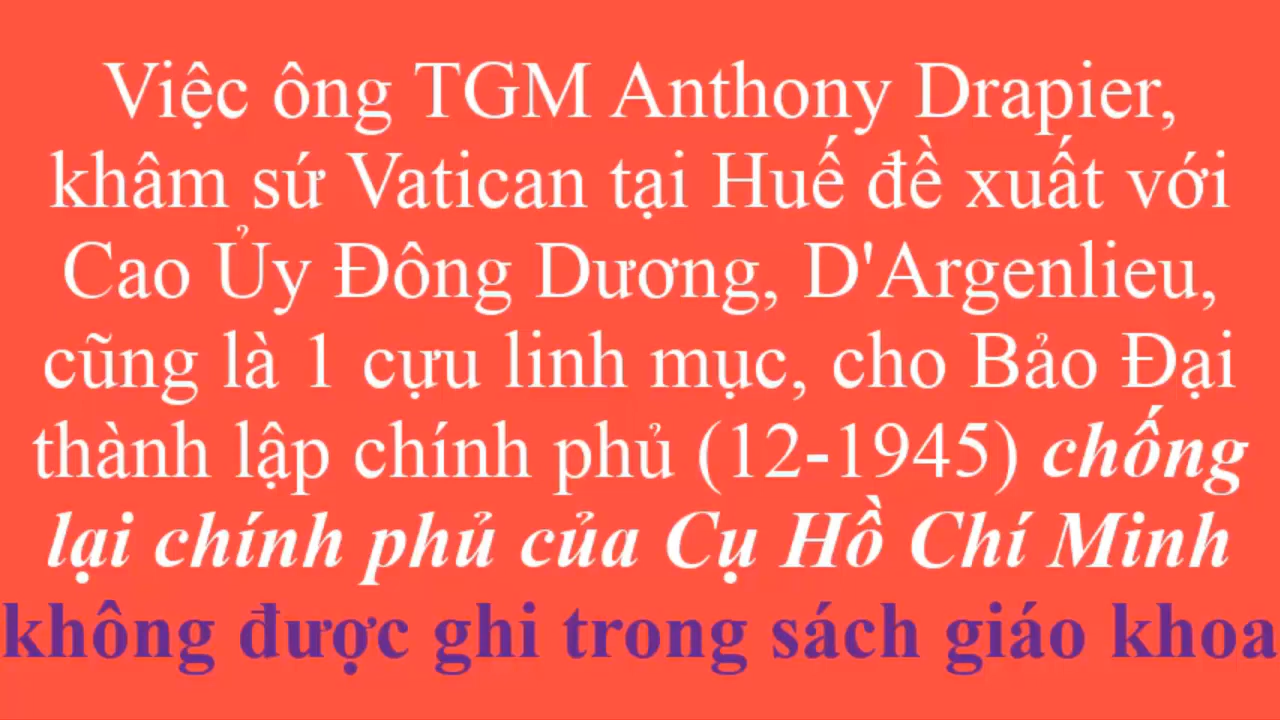 Việc ông TGM Anthony Drapier,
khâm sứ Vatican tại Huế đề xuất với
Cao Ủy Đông Dương, D'Argenlieu,
cũng là 1 cựu linh mục, cho Bảo Đại
thành lập chính phủ (12-1945) chống
lại chính phủ của Cụ Hồ Chí Minh
không được ghi trong sách giáo khoa